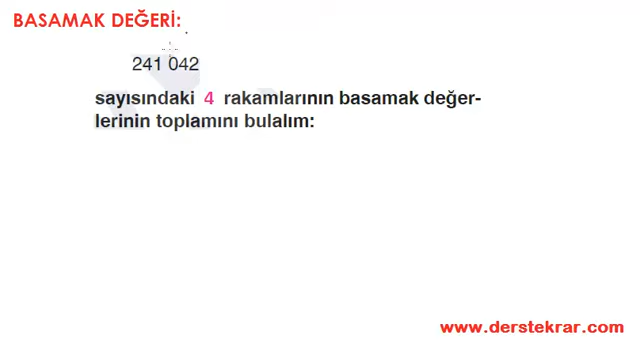 BASAMAK DEĞERİ:
241 042
sayısındaki 4 rakamlarının basamak değer-
lerinin toplamını bulalım:
www.derstekrar.com